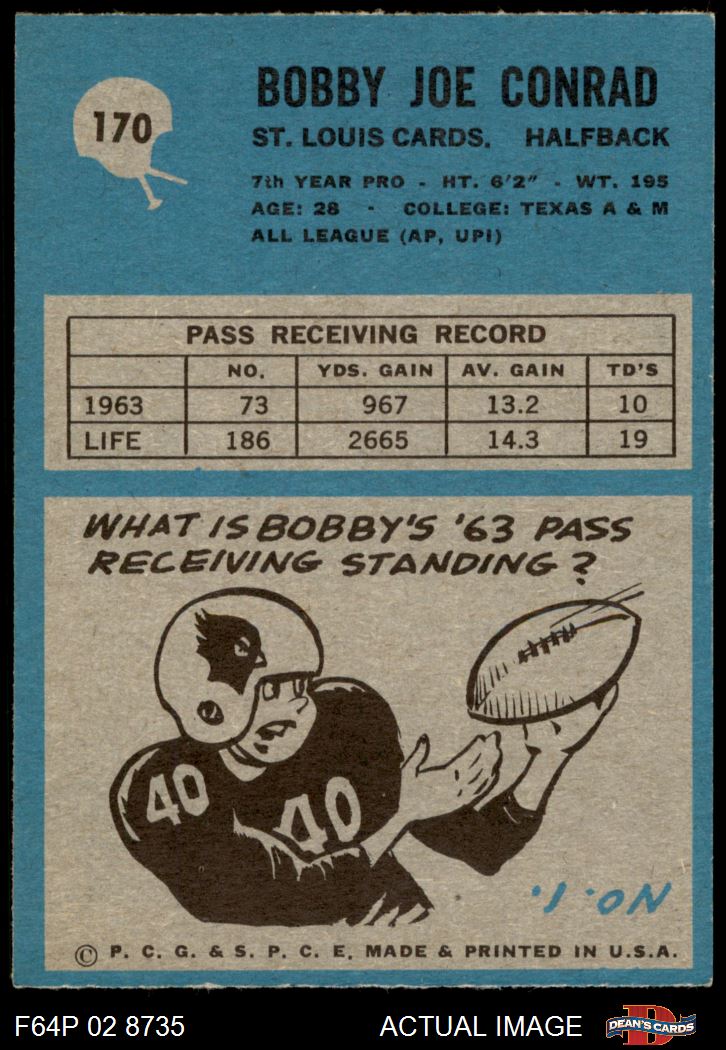 170
BOBBY JOE CONRAD
ST. LOUIS CARDS. HALFBACK
7th YEAR PRO - HT. 6'2" - WT. 195
AGE: 28 - COLLEGE: TEXAS A & M
ALL LEAGUE (AP, UPI)
PASS RECEIVING RECORD
NO. YDS. GAIN AV. GAIN TD'S
1963 73 967 13.2 10
LIFE 186 2665 14.3 19
WHAT IS BOBBY'S '63 PASS
RECEIVING STANDING?
40 40
NO. 1.
© P. C. G. & S. P. C. E. MADE & PRINTED IN U.S.A.
F64P 02 8735 ACTUAL IMAGE D DEAN'S CARDS